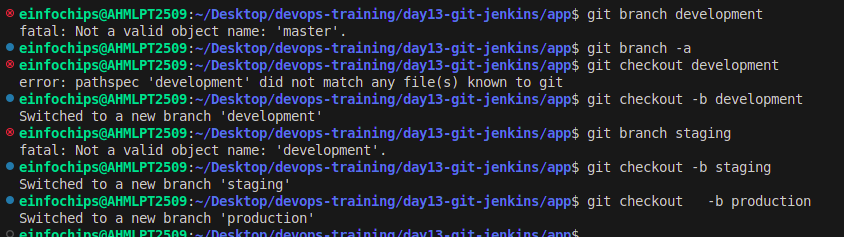 einfochips@AHMLPT2509:~/Desktop/devops-training/day13-git-jenkins/app$ git branch development
fatal: Not a valid object name: 'master'.
einfochips@AHMLPT2509:~/Desktop/devops-training/day13-git-jenkins/app$ git branch -a
einfochips@AHMLPT2509:~/Desktop/devops-training/day13-git-jenkins/app$ git checkout development
error: pathspec 'development' did not match any file(s) known to git
einfochips@AHMLPT2509:~/Desktop/devops-training/day13-git-jenkins/app$ git checkout -b development
Switched to a new branch 'development'
einfochips@AHMLPT2509:~/Desktop/devops-training/day13-git-jenkins/app$ git branch staging
fatal: Not a valid object name: 'development'.
einfochips@AHMLPT2509:~/Desktop/devops-training/day13-git-jenkins/app$ git checkout -b staging
Switched to a new branch 'staging'
einfochips@AHMLPT2509:~/Desktop/devops-training/day13-git-jenkins/app$ git checkout   -b production
Switched to a new branch 'production'
einfochips@AHMLPT2509:~/Desktop/devops-training/day13-git-jenkins/app$